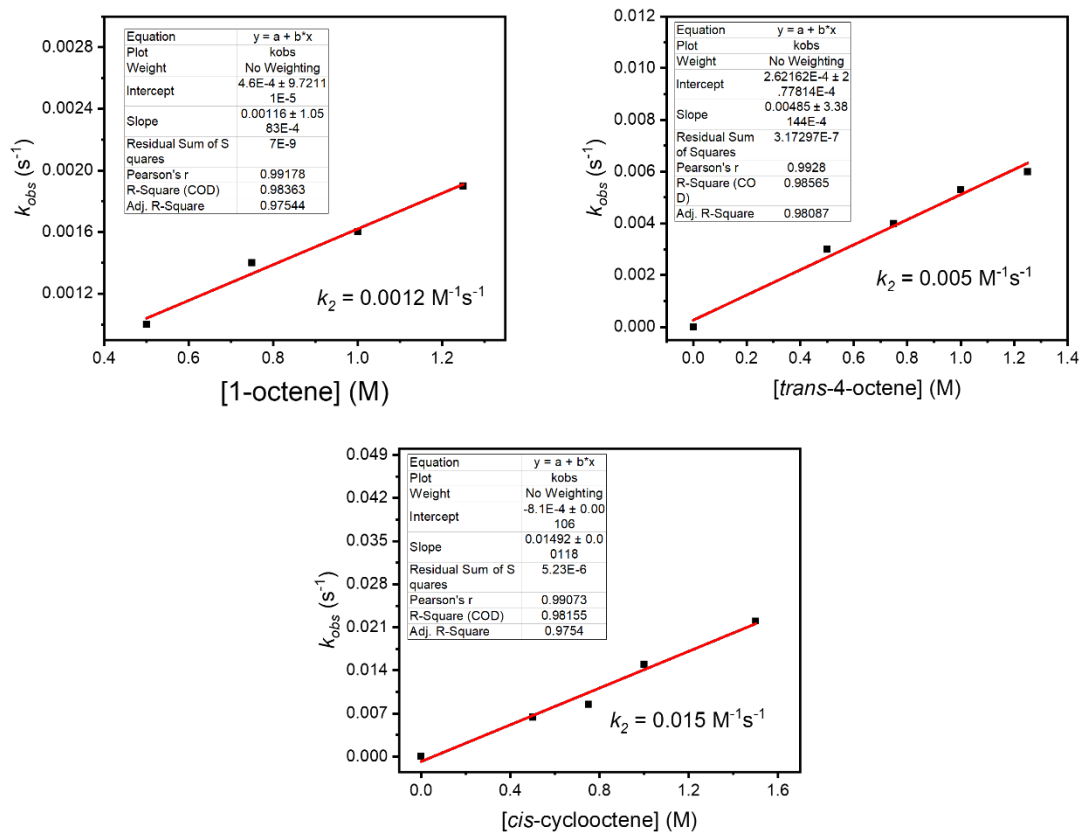 0.0028
0.0024
0.0020
0.0016
0.0012
k_obs (s⁻¹)
Equation y = a + b*x
Plot kobs
Weight No Weighting
Intercept 4.6E-4 ± 9.7211
1E-5
Slope 0.00116 ± 1.05
83E-4
Residual Sum of S
quares 7E-9
Pearson's r 0.99178
R-Square (COD) 0.98363
Adj. R-Square 0.97544
k₂ = 0.0012 M⁻¹s⁻¹
0.4 0.6 0.8 1.0 1.2
[1-octene] (M)
0.012
0.010
0.008
0.006
0.004
0.002
0.000
k_obs (s⁻¹)
Equation y = a + b*x
Plot kobs
Weight No Weighting
Intercept 2.62162E-4 ± 2
.77814E-4
Slope 0.00485 ± 3.38
144E-4
Residual Sum
of Squares 3.17297E-7
Pearson's r 0.9928
R-Square (CO
D) 0.98565
Adj. R-Square 0.98087
k₂ = 0.005 M⁻¹s⁻¹
0.0 0.2 0.4 0.6 0.8 1.0 1.2 1.4
[trans-4-octene] (M)
0.049
0.042
0.035
0.028
0.021
0.014
0.007
0.000
k_obs (s⁻¹)
Equation y = a + b*x
Plot kobs
Weight No Weighting
Intercept -8.1E-4 ± 0.00
106
Slope 0.01492 ± 0.0
0118
Residual Sum of S
quares 5.23E-6
Pearson's r 0.99073
R-Square (COD) 0.98155
Adj. R-Square 0.9754
k₂ = 0.015 M⁻¹s⁻¹
0.0 0.4 0.8 1.2 1.6
[cis-cyclooctene] (M)